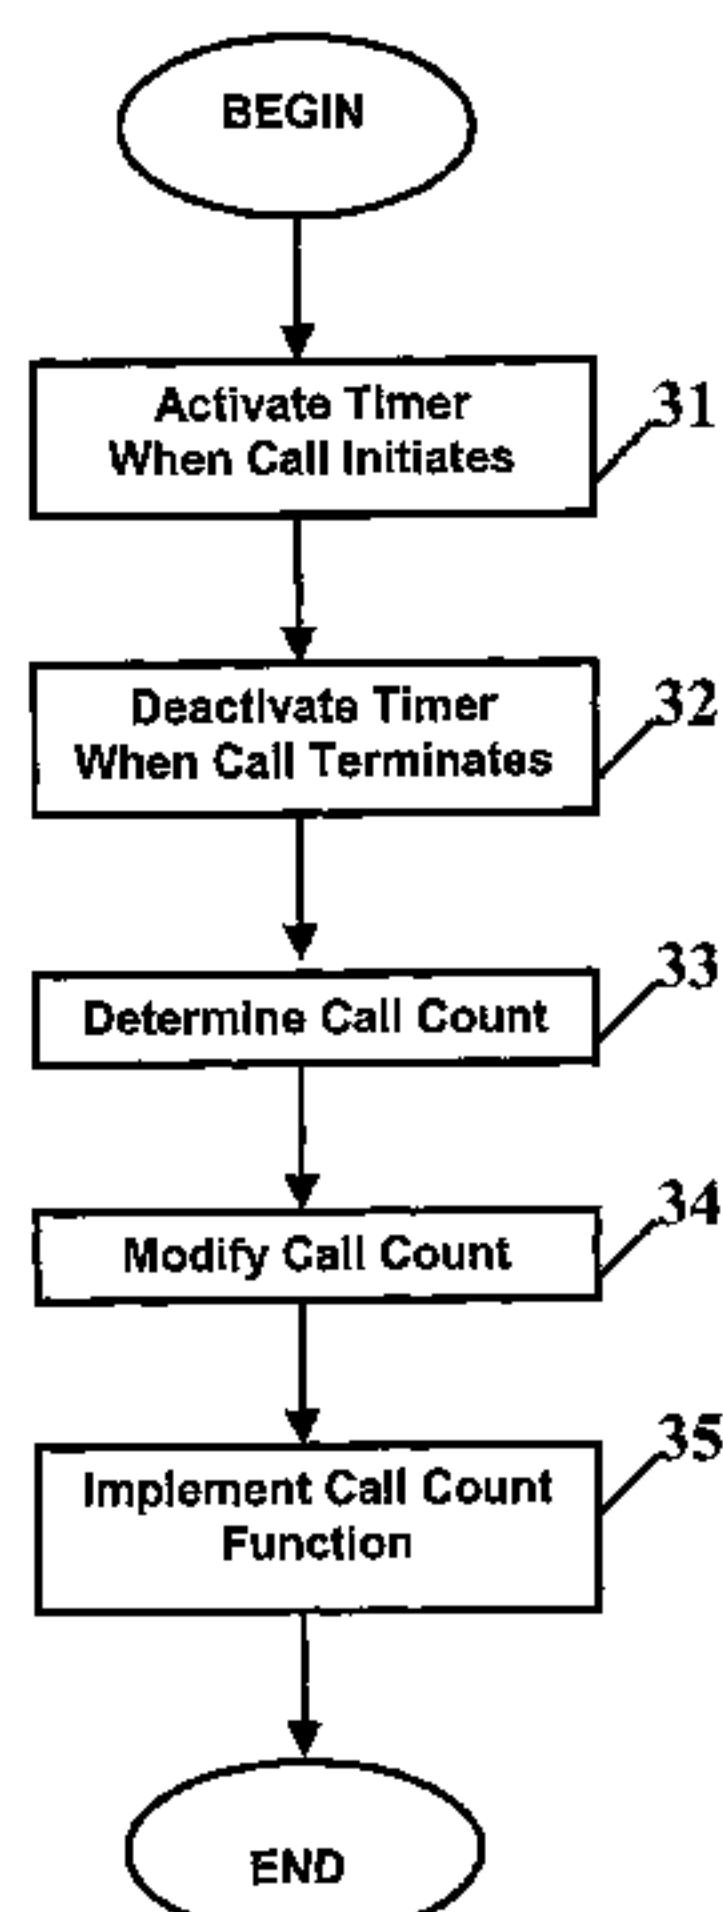 BEGIN
Activate Timer
When Call Initiates
31
Deactivate Timer
When Call Terminates
32
Determine Call Count
33
Modify Call Count
34
Implement Call Count
Function
35
END